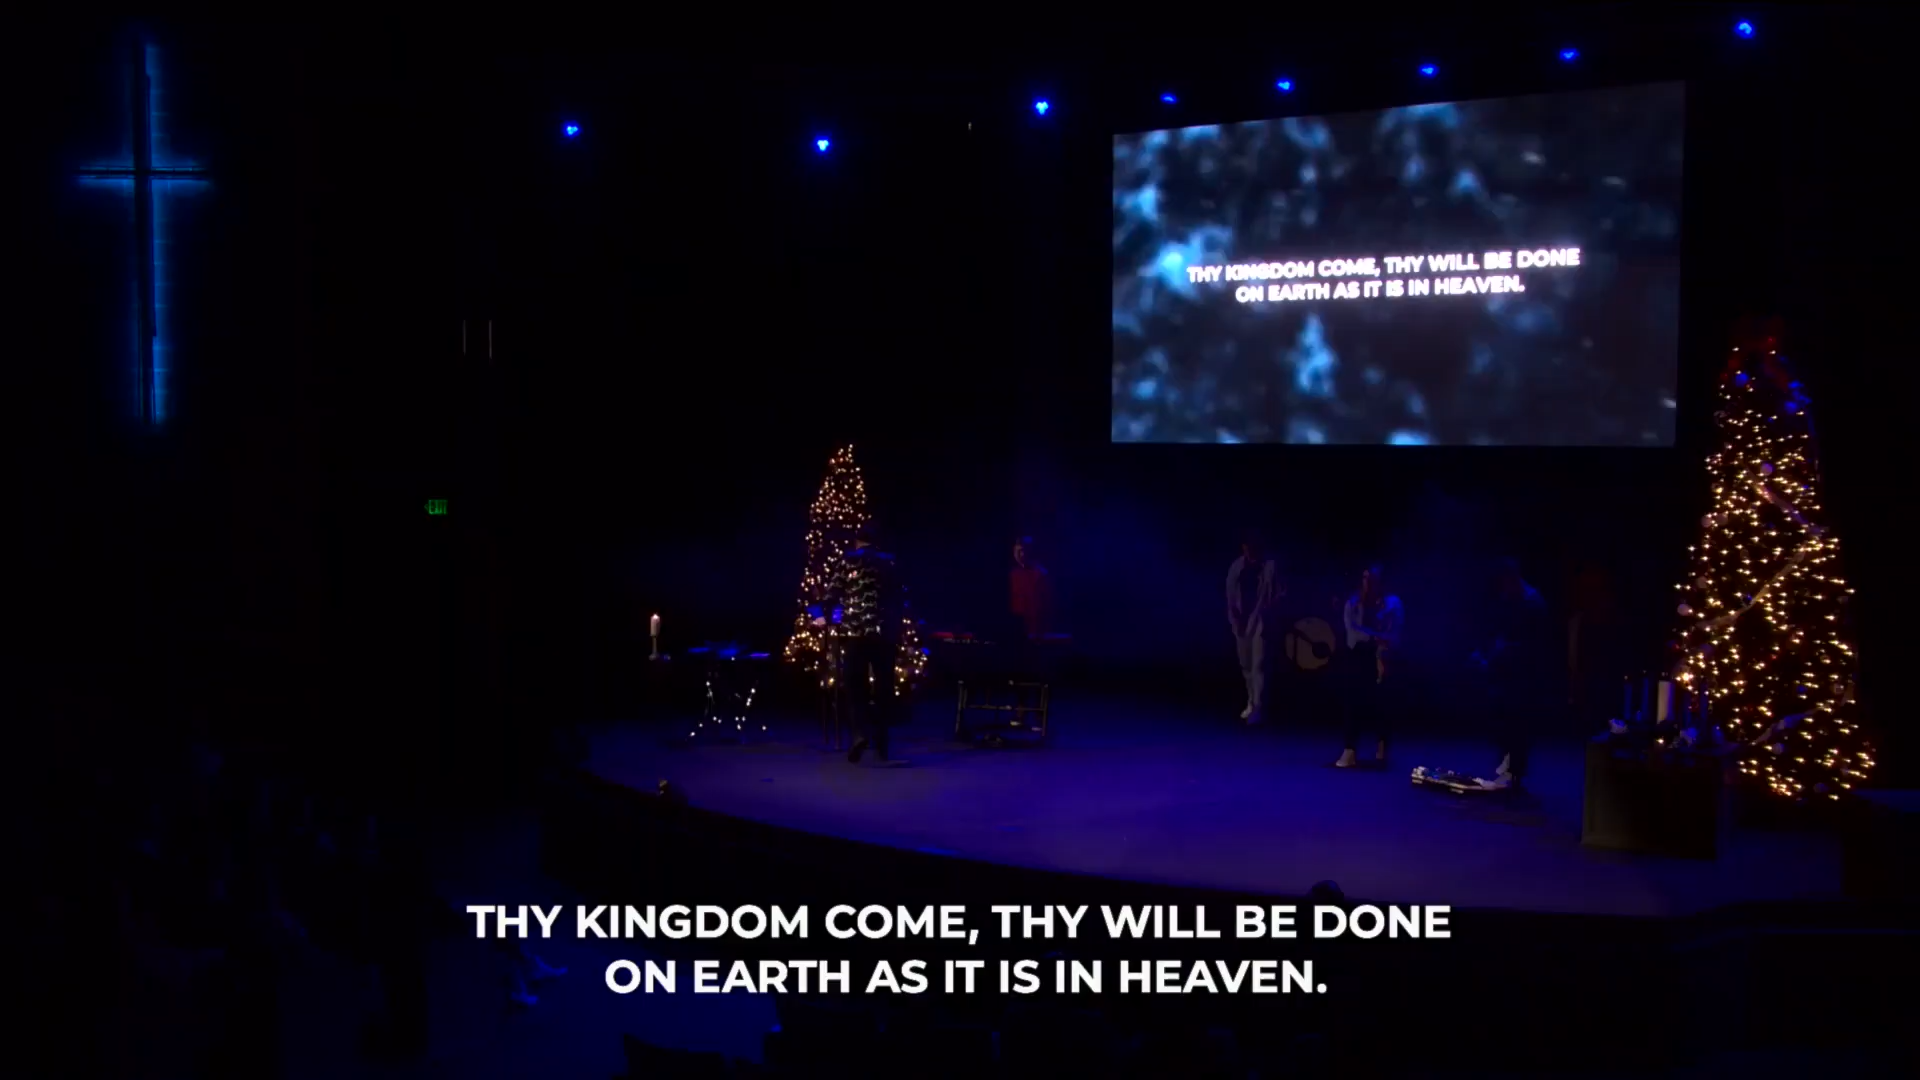 THY KINGDOM COME, THY WILL BE DONE
ON EARTH AS IT IS IN HEAVEN.
EXIT
THY KINGDOM COME, THY WILL BE DONE
ON EARTH AS IT IS IN HEAVEN.